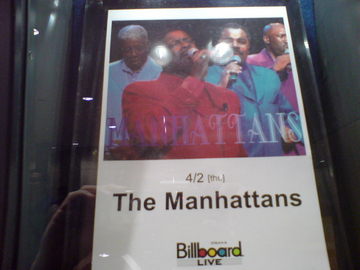 MANHATTANS
4/2 [thu.]
The Manhattans
Billboard
LIVE